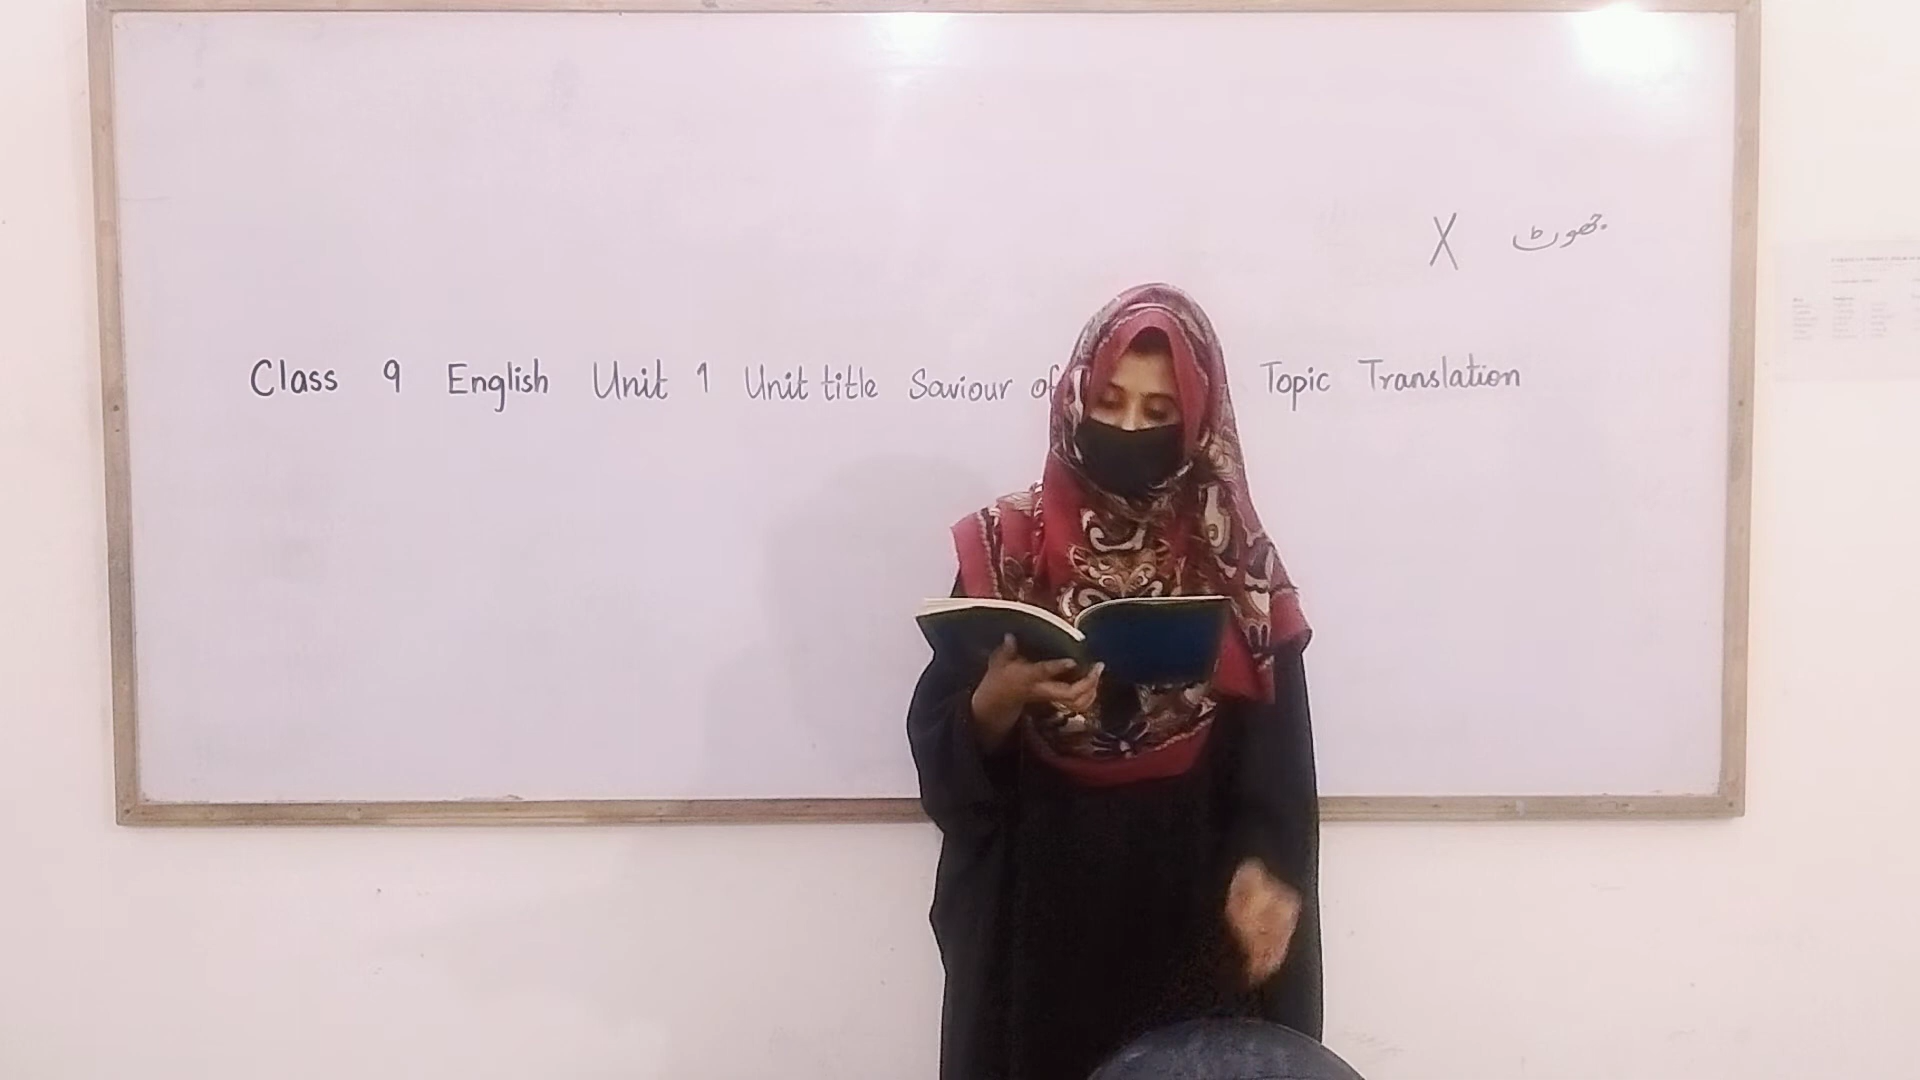 X جھوٹ
Class 9 English Unit 1 Unit title Saviour of Topic Translation